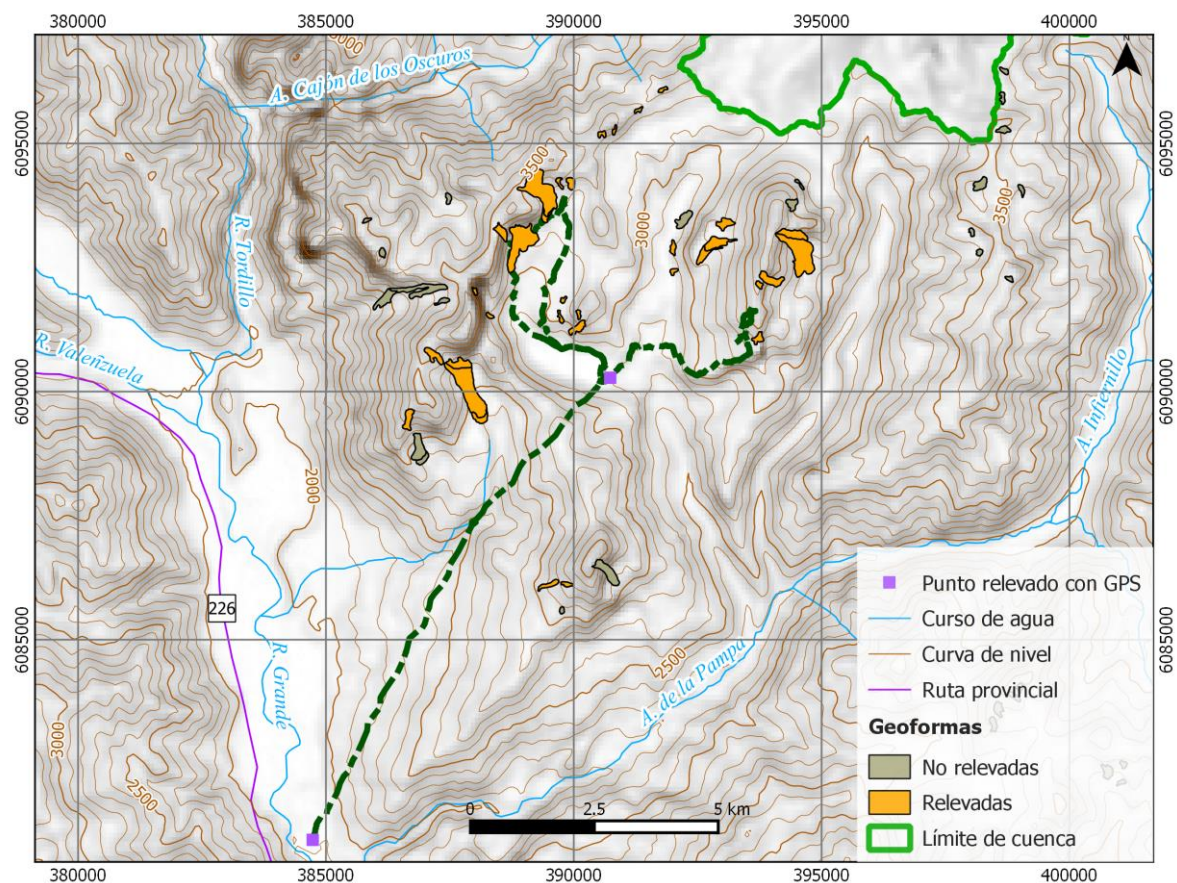 380000
385000
390000
395000
400000
N
A. Cajón de los Oscuros
6095000
6095000
3500
3000
3500
R. Tordillo
R. Valeñzuela
A. Infiernillo
6090000
6090000
2000
226
R. Grande
6085000
6085000
2500
A. de la Pampa
3000
2500
0
2.5
5 km
Punto relevado con GPS
Curso de agua
Curva de nivel
Ruta provincial
Geoformas
No relevadas
Relevadas
Límite de cuenca
380000
385000
390000
395000
400000